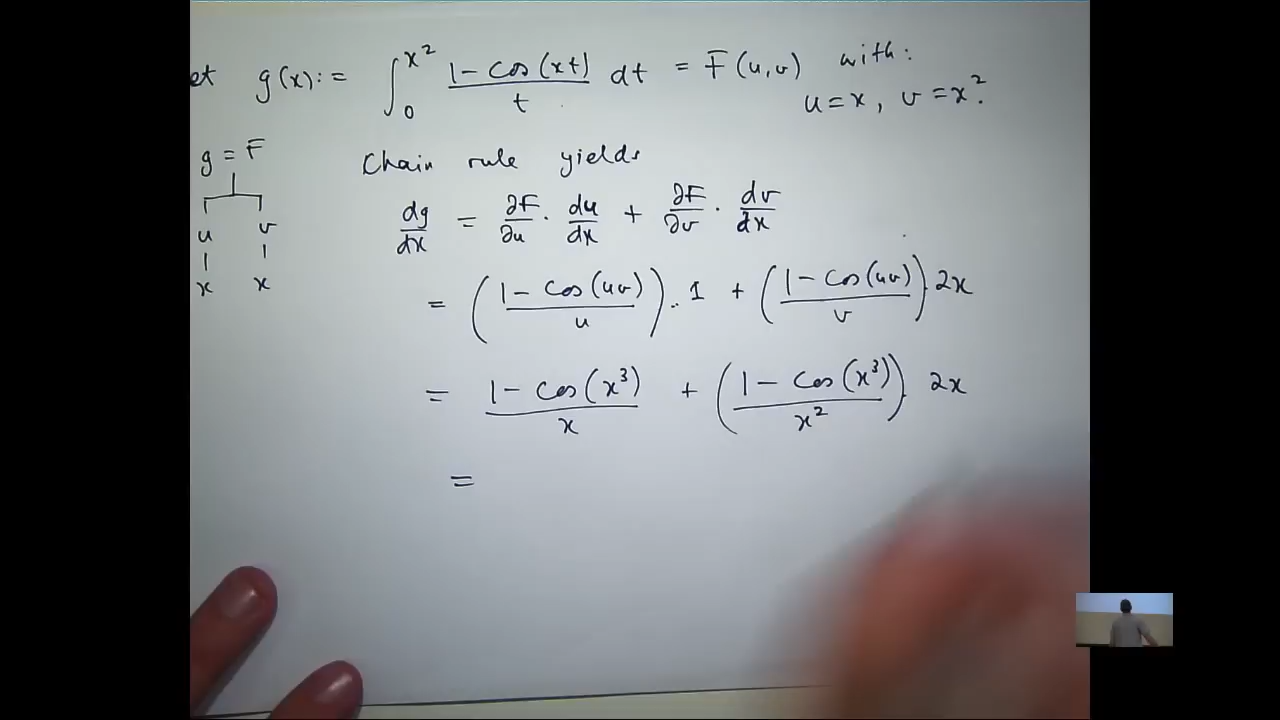 et g(x):= ∫₀^{x²} (1 - cos(xt))/t dt = F(u,v) with:
u = x, v = x².
g = F
u v
x x
Chain rule yields
dg/dx = ∂F/∂u · du/dx + ∂F/∂v · dv/dx
= ((1 - cos(uv))/u) · 1 + ((1 - cos(uv))/v) 2x
= (1 - cos(x³))/x + ((1 - cos(x³))/x²) 2x
=